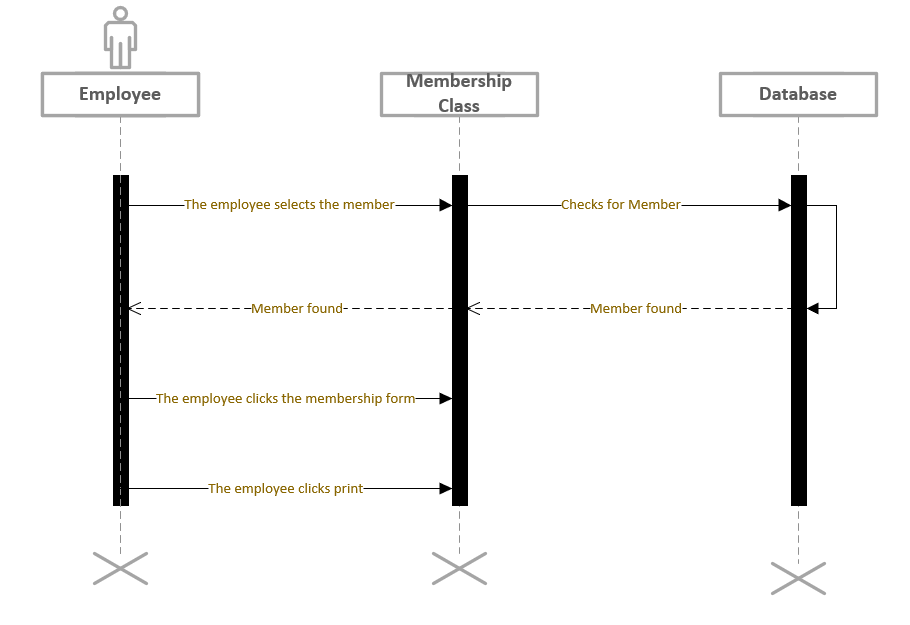 Employee
Membership
Class
Database
The employee selects the member
Checks for Member
Member found
Member found
The employee clicks the membership form
The employee clicks print